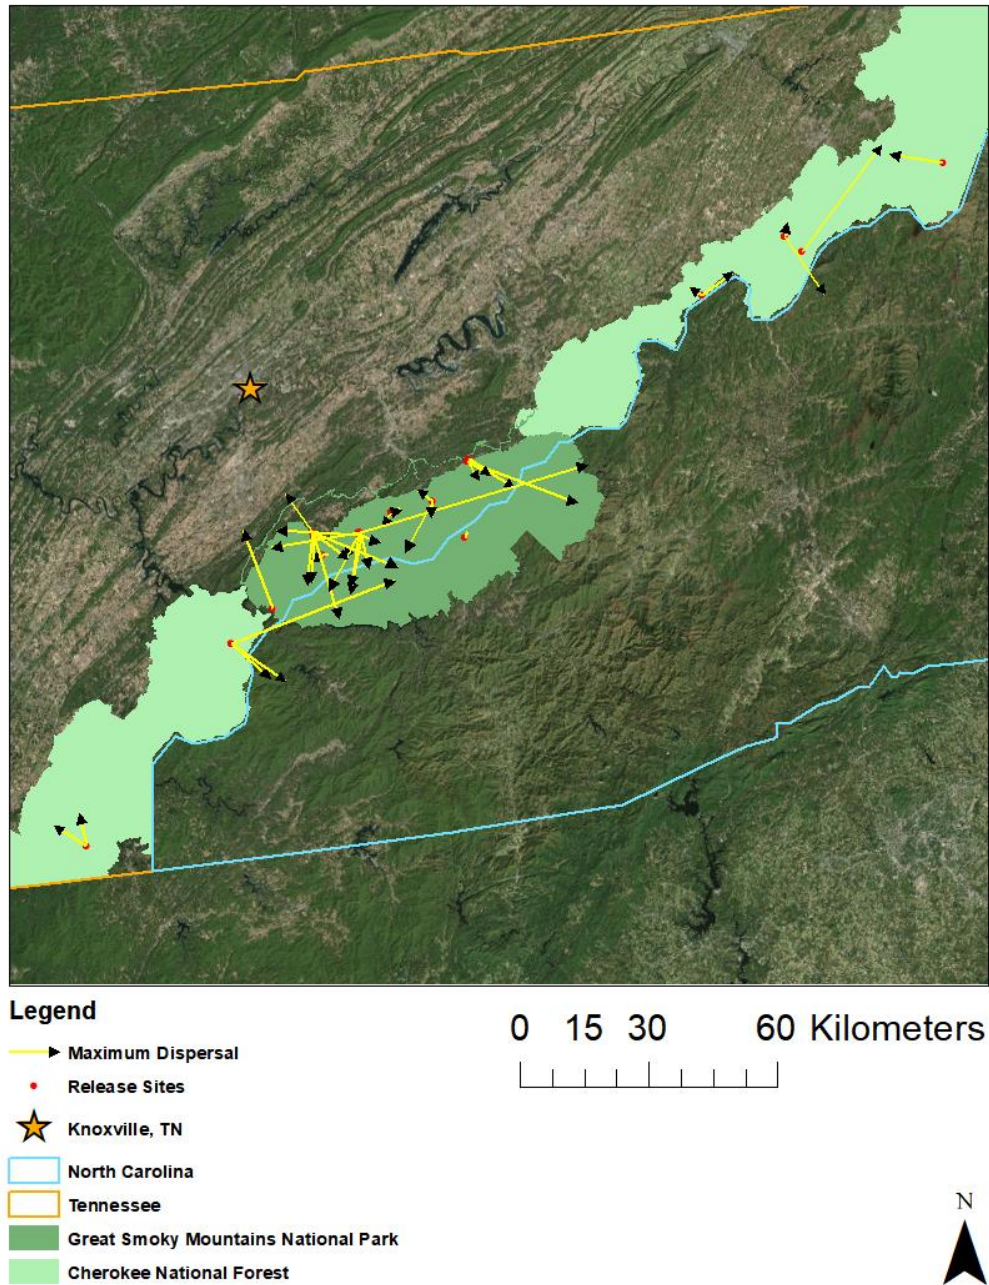 Legend
0 15 30 60 Kilometers
Maximum Dispersal
Release Sites
Knoxville, TN
North Carolina
Tennessee
Great Smoky Mountains National Park
Cherokee National Forest
N